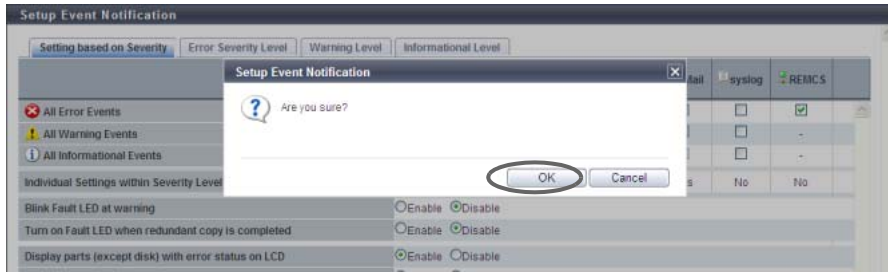 Setup Event Notification
Setting based on Severity Error Severity Level Warning Level Informational Level
Setup Event Notification
Are you sure?
OK Cancel
syslog REMCS
All Error Events
All Warning Events -
All Informational Events -
Individual Settings within Severity Level No No
Blink Fault LED at warning Enable Disable
Turn on Fault LED when redundant copy is completed Enable Disable
Display parts (except disk) with error status on LCD Enable Disable